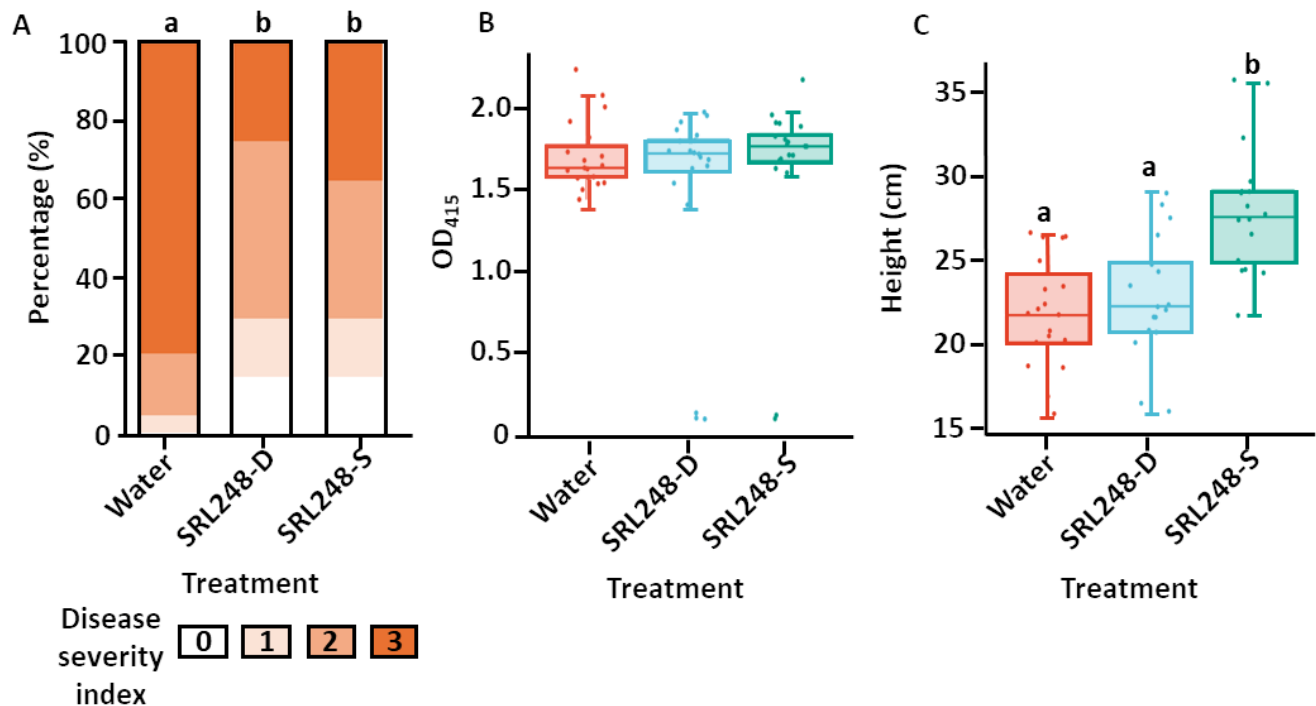 A
a
b
b
Percentage (%)
100
80
60
40
20
0
Water
SRL248-D
SRL248-S
Treatment
Disease
severity
index
0
1
2
3
B
OD415
2.0
1.5
1.0
0.5
0
Water
SRL248-D
SRL248-S
Treatment
C
a
a
b
Height (cm)
35
30
25
20
15
Water
SRL248-D
SRL248-S
Treatment